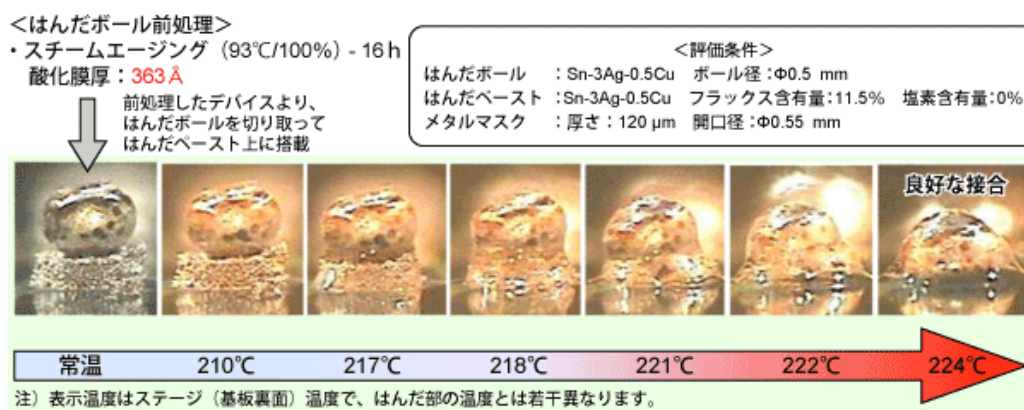 ＜はんだボール前処理＞
・スチームエージング（93℃/100%）- 16ｈ
酸化膜厚：363Å
前処理したデバイスより、
はんだボールを切り取って
はんだペースト上に搭載
＜評価条件＞
はんだボール　：Sn-3Ag-0.5Cu　ボール径：Φ0.5 mm
はんだペースト ：Sn-3Ag-0.5Cu　フラックス含有量：11.5%　塩素含有量：0%
メタルマスク　：厚さ：120 μm　開口径：Φ0.55 mm
良好な接合
常温　210℃　217℃　218℃　221℃　222℃　224℃
注）表示温度はステージ（基板裏面）温度で、はんだ部の温度とは若干異なります。